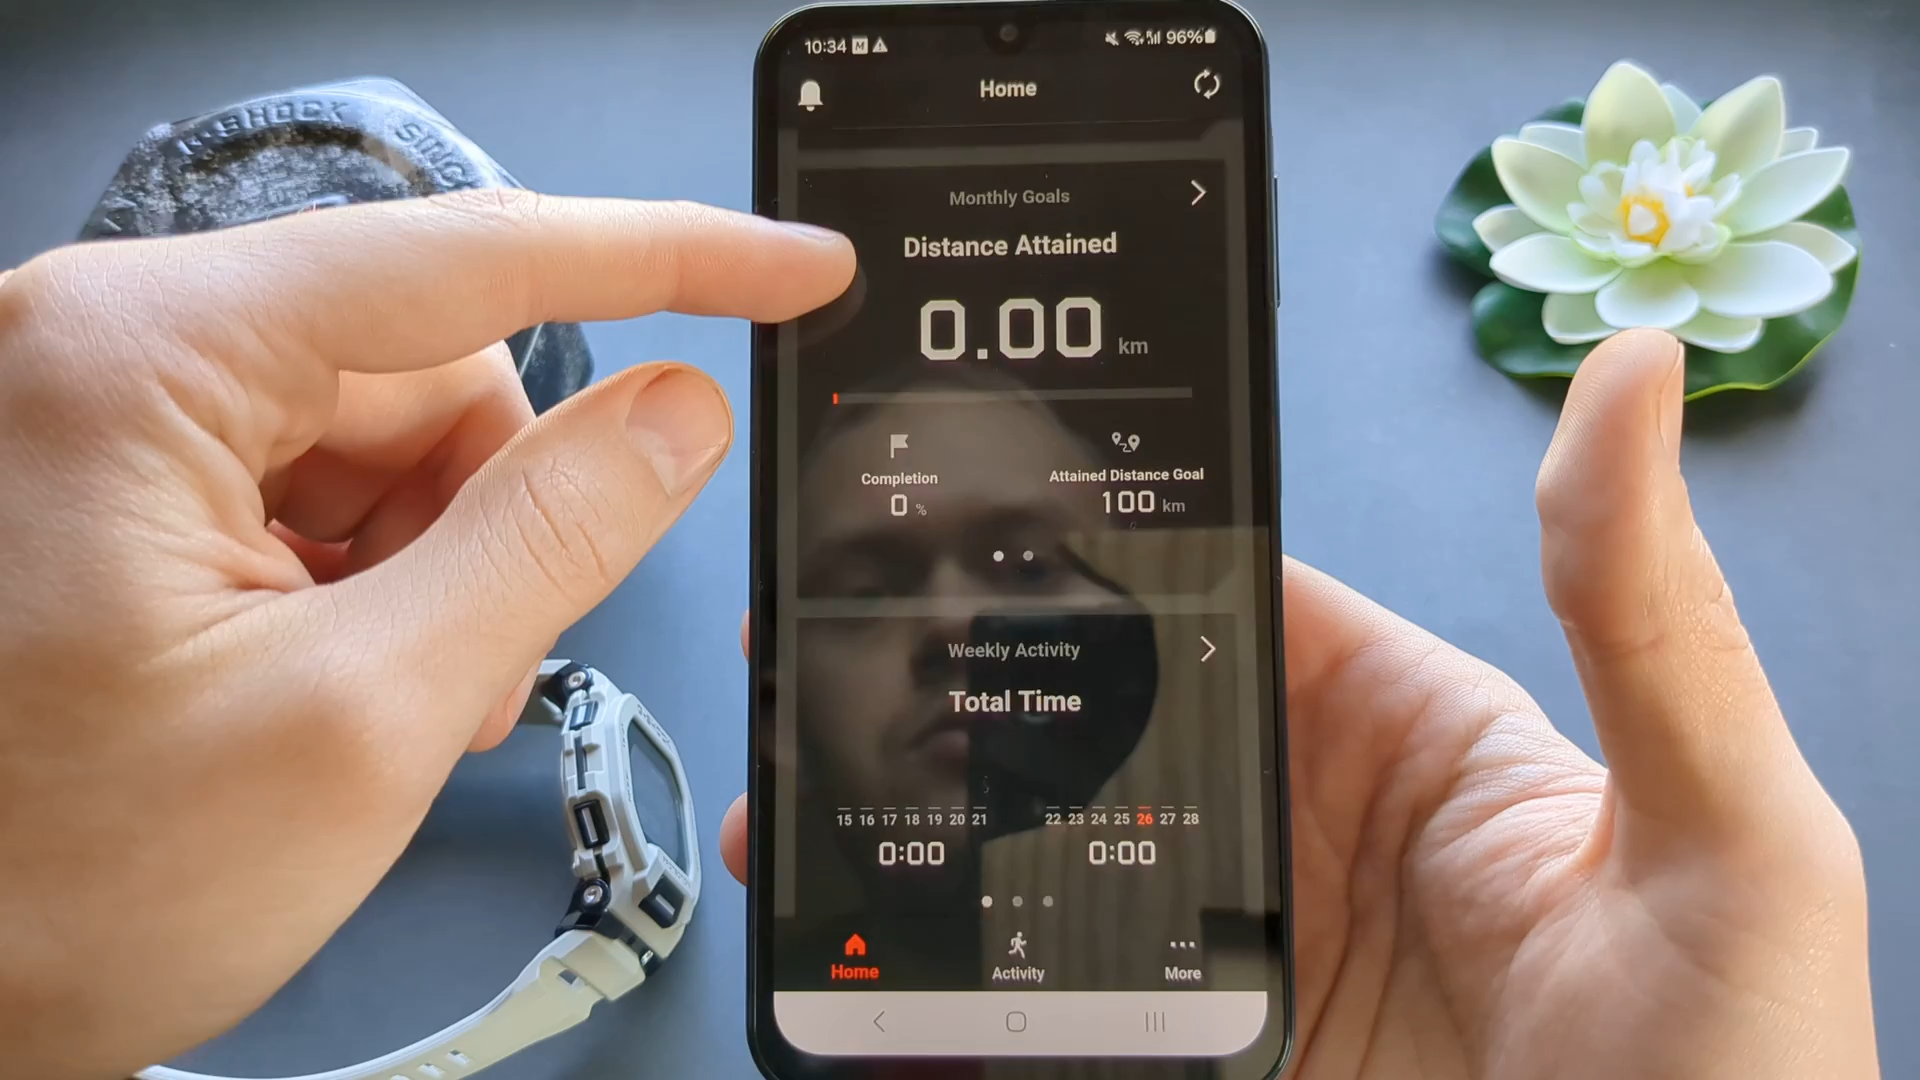 G-SHOCK
10:34
96%
Home
Monthly Goals
Distance Attained
0.00 km
Completion
0 %
Attained Distance Goal
100 km
Weekly Activity
Total Time
15 16 17 18 19 20 21
22 23 24 25 26 27 28
0:00
0:00
Home
Activity
More